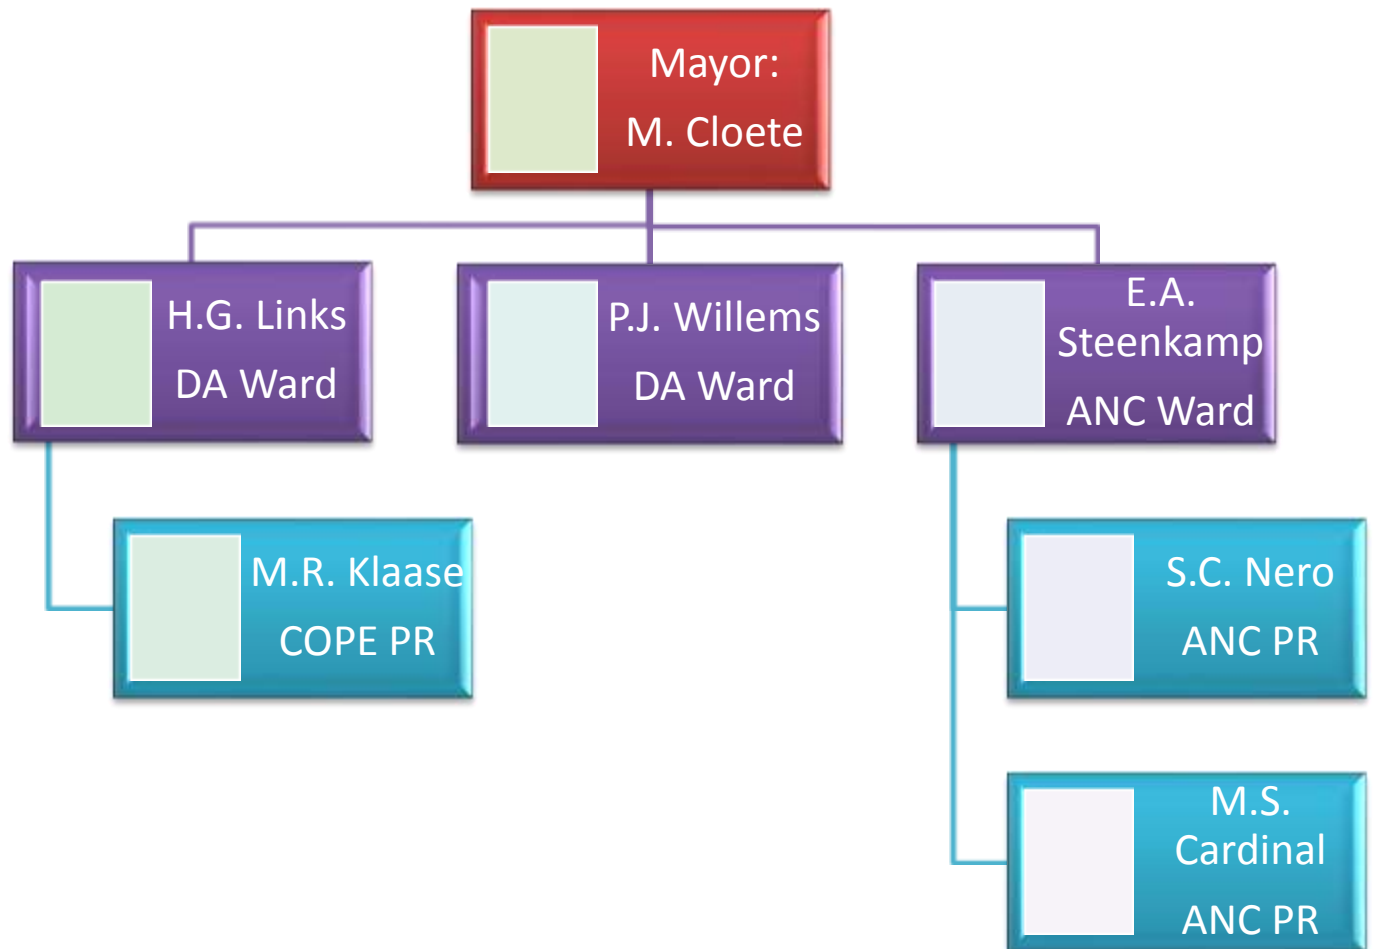 Mayor:
M. Cloete
H.G. Links
DA Ward
P.J. Willems
DA Ward
E.A.
Steenkamp
ANC Ward
M.R. Klaase
COPE PR
S.C. Nero
ANC PR
M.S.
Cardinal
ANC PR